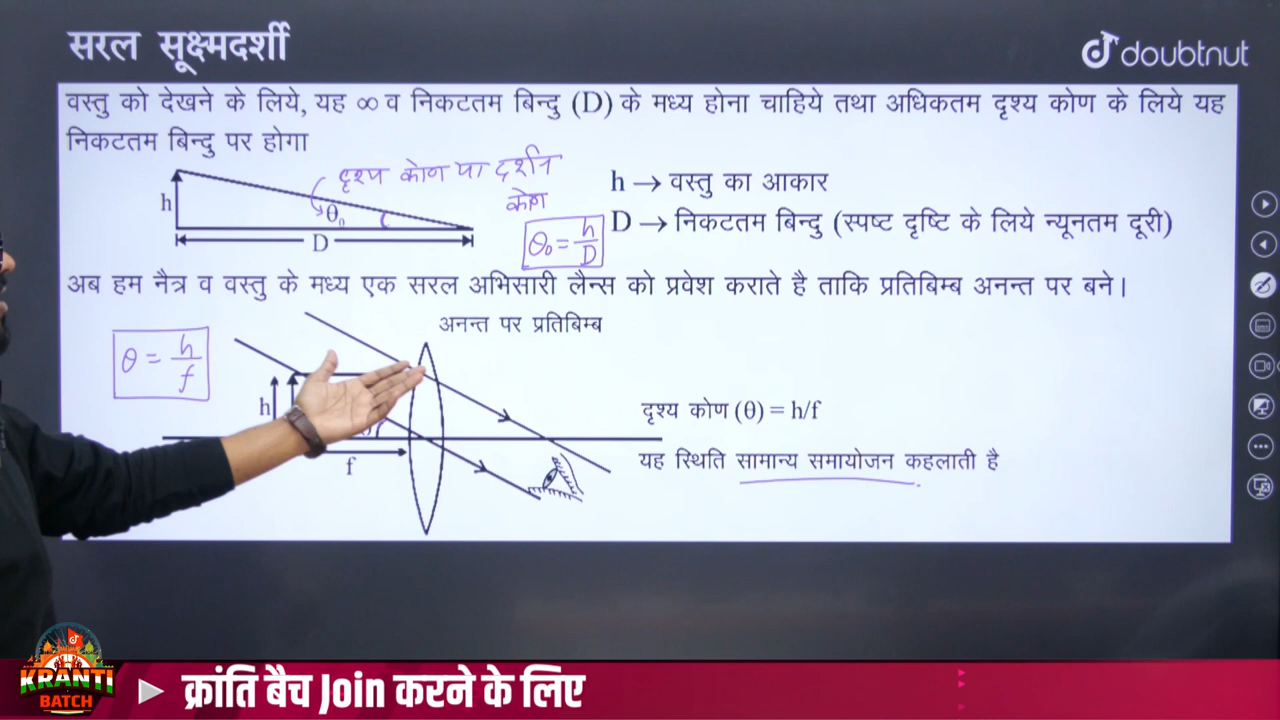 सरल सूक्ष्मदर्शी
doubtnut
वस्तु को देखने के लिये, यह ∞ व निकटतम बिन्दु (D) के मध्य होना चाहिये तथा अधिकतम दृश्य कोण के लिये यह
निकटतम बिन्दु पर होगा
दृश्य कोण या दर्शन
कोण
h
θ₀
D
θ₀ = h/D
h → वस्तु का आकार
D → निकटतम बिन्दु (स्पष्ट दृष्टि के लिये न्यूनतम दूरी)
अब हम नैत्र व वस्तु के मध्य एक सरल अभिसारी लैन्स को प्रवेश कराते है ताकि प्रतिबिम्ब अनन्त पर बने।
अनन्त पर प्रतिबिम्ब
θ = h/f
h
f
दृश्य कोण (θ) = h/f
यह स्थिति सामान्य समायोजन कहलाती है
KRANTI
BATCH
क्रांति बैच Join करने के लिए